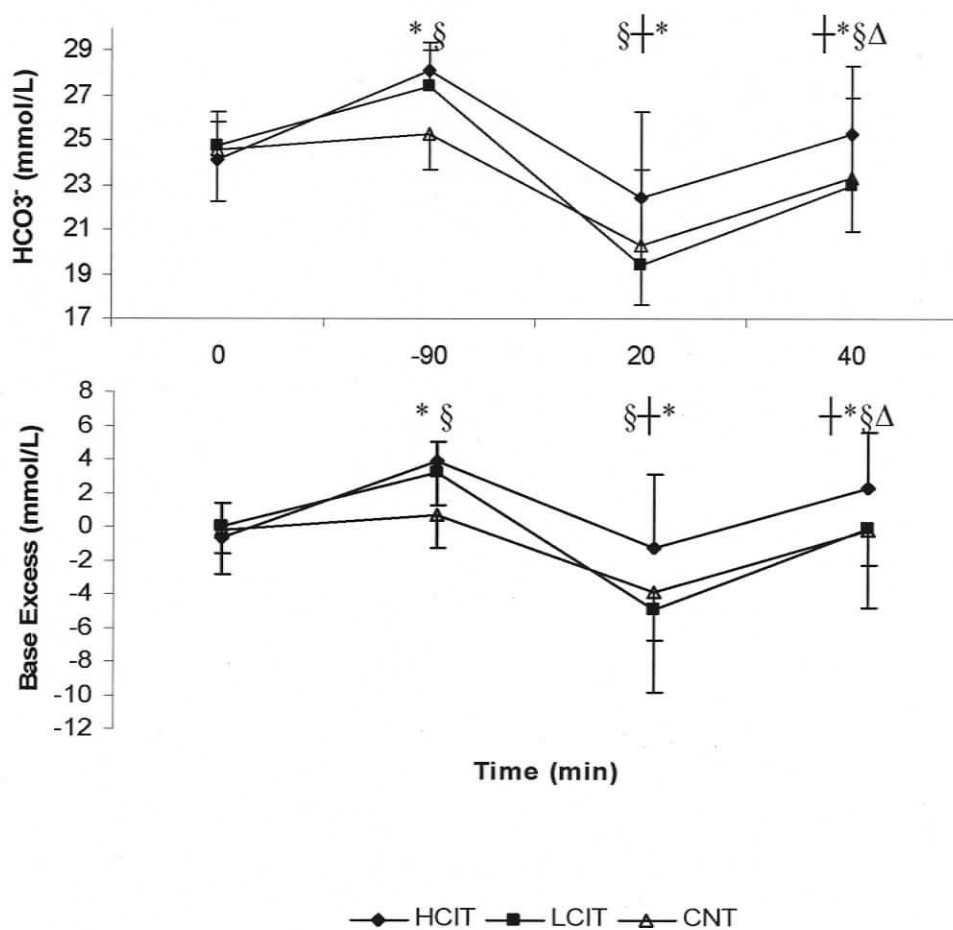 * § §┼* ┼*§Δ
29
27
25
23
21
19
17
HCO3⁻ (mmol/L)
0 -90 20 40
* § §┼* ┼*§Δ
8
6
4
2
0
-2
-4
-6
-8
-10
-12
Base Excess (mmol/L)
Time (min)
HCIT LCIT CNT